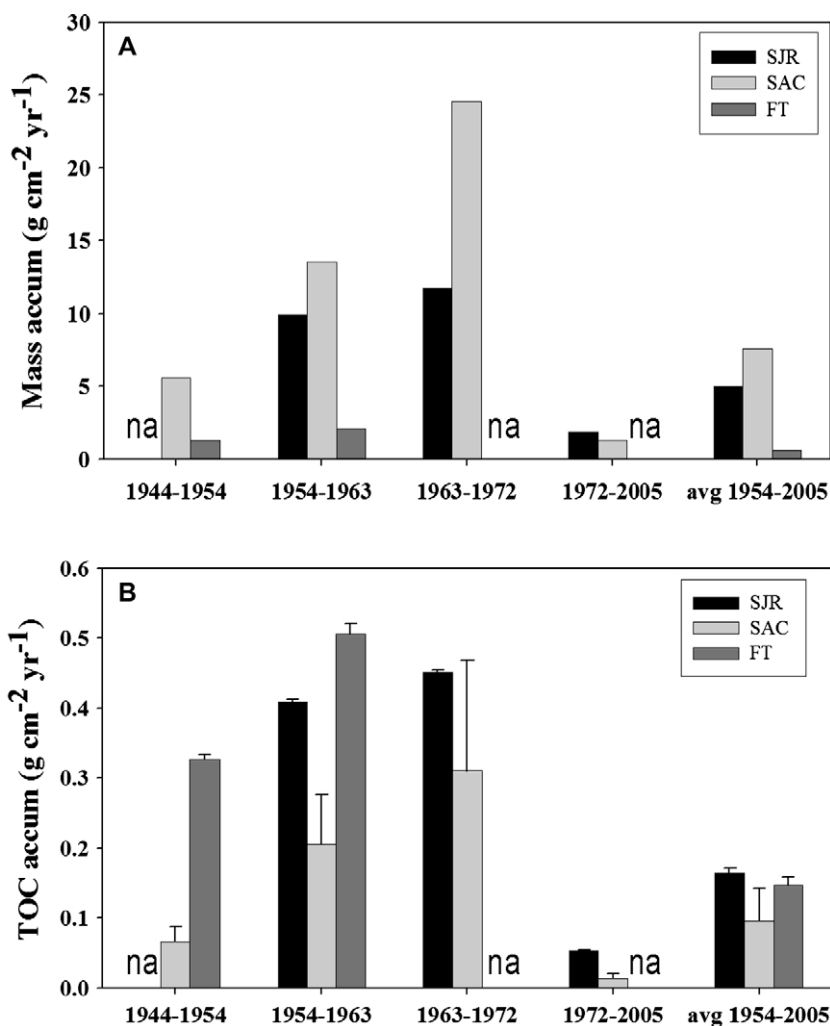 A
Mass accum (g cm⁻² yr⁻¹)
30
25
20
15
10
5
0
SJR
SAC
FT
na
na
na
1944-1954
1954-1963
1963-1972
1972-2005
avg 1954-2005
B
TOC accum (g cm⁻² yr⁻¹)
0.6
0.5
0.4
0.3
0.2
0.1
0.0
SJR
SAC
FT
na
na
na
1944-1954
1954-1963
1963-1972
1972-2005
avg 1954-2005